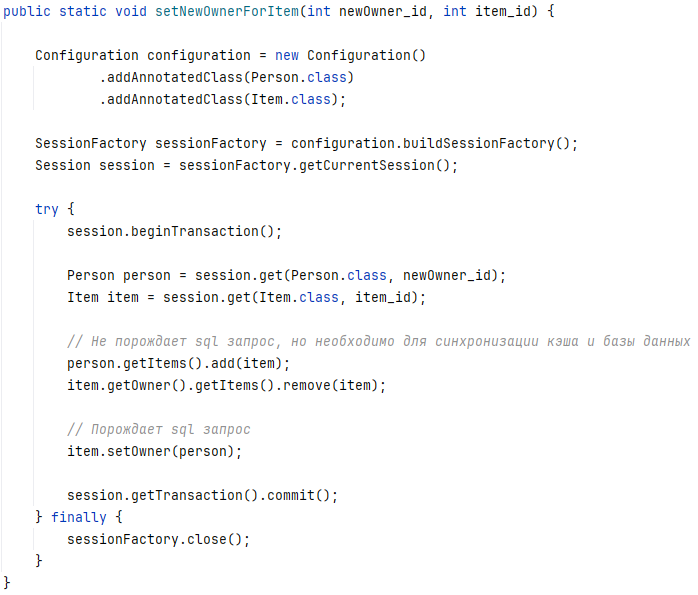 public static void setNewOwnerForItem(int newOwner_id, int item_id) {
Configuration configuration = new Configuration()
.addAnnotatedClass(Person.class)
.addAnnotatedClass(Item.class);
SessionFactory sessionFactory = configuration.buildSessionFactory();
Session session = sessionFactory.getCurrentSession();
try {
session.beginTransaction();
Person person = session.get(Person.class, newOwner_id);
Item item = session.get(Item.class, item_id);
// Не порождает sql запрос, но необходимо для синхронизации кэша и базы данных
person.getItems().add(item);
item.getOwner().getItems().remove(item);
// Порождает sql запрос
item.setOwner(person);
session.getTransaction().commit();
} finally {
sessionFactory.close();
}
}